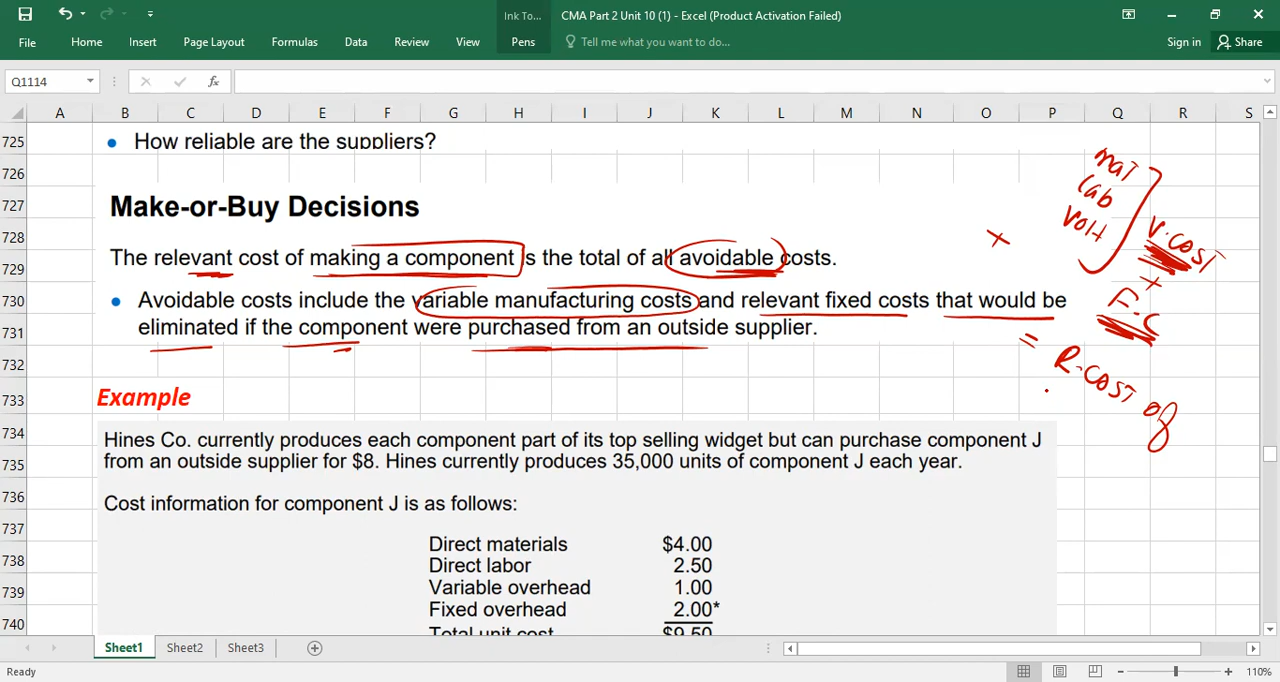 Ink To...
CMA Part 2 Unit 10 (1) - Excel (Product Activation Failed)
File Home Insert Page Layout Formulas Data Review View Pens Tell me what you want to do... Sign in Share
Q1114 fx
A B C D E F G H I J K L M N O P Q R S
725 • How reliable are the suppliers?
726
727 Make-or-Buy Decisions
728
729 The relevant cost of making a component is the total of all avoidable costs.
730 • Avoidable costs include the variable manufacturing costs and relevant fixed costs that would be
731 eliminated if the component were purchased from an outside supplier.
732
733 Example
734 Hines Co. currently produces each component part of its top selling widget but can purchase component J
735 from an outside supplier for $8. Hines currently produces 35,000 units of component J each year.
736
737 Cost information for component J is as follows:
738 Direct materials $4.00
Direct labor 2.50
739 Variable overhead 1.00
Fixed overhead 2.00*
740 Total unit cost $9.50
mat
lab
VoH
+
V.COST
+
F.C
= R.COST of
Sheet1 Sheet2 Sheet3
Ready 110%